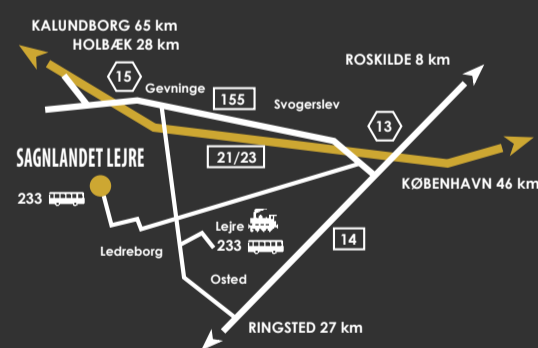 KALUNDBORG 65 km
HOLBÆK 28 km
ROSKILDE 8 km
15
Gevninge
155
Svogerslev
13
21/23
SAGNLANDET LEJRE
KØBENHAVN 46 km
233
Lejre
233
14
Ledreborg
Osted
RINGSTED 27 km